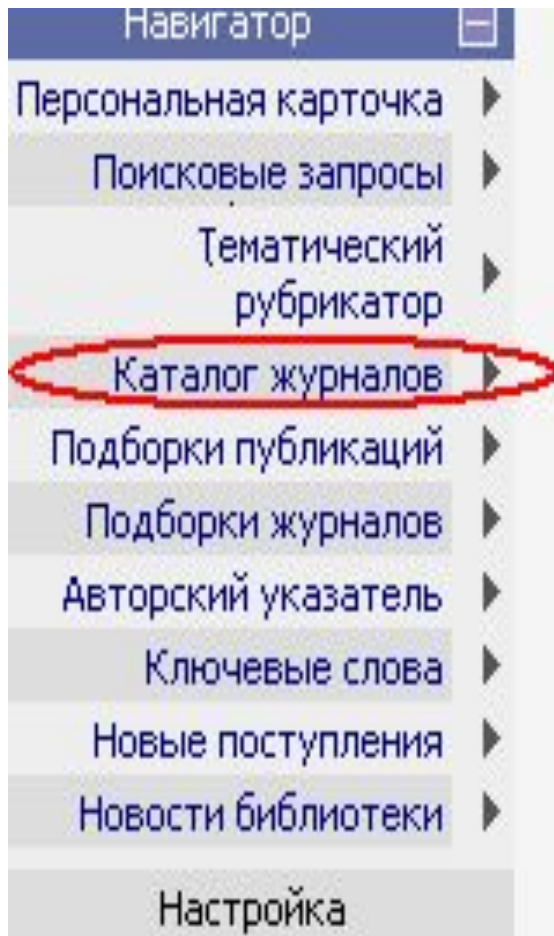 Навигатор
Персональная карточка
Поисковые запросы
Тематический
рубрикатор
Каталог журналов
Подборки публикаций
Подборки журналов
Авторский указатель
Ключевые слова
Новые поступления
Новости библиотеки
Настройка